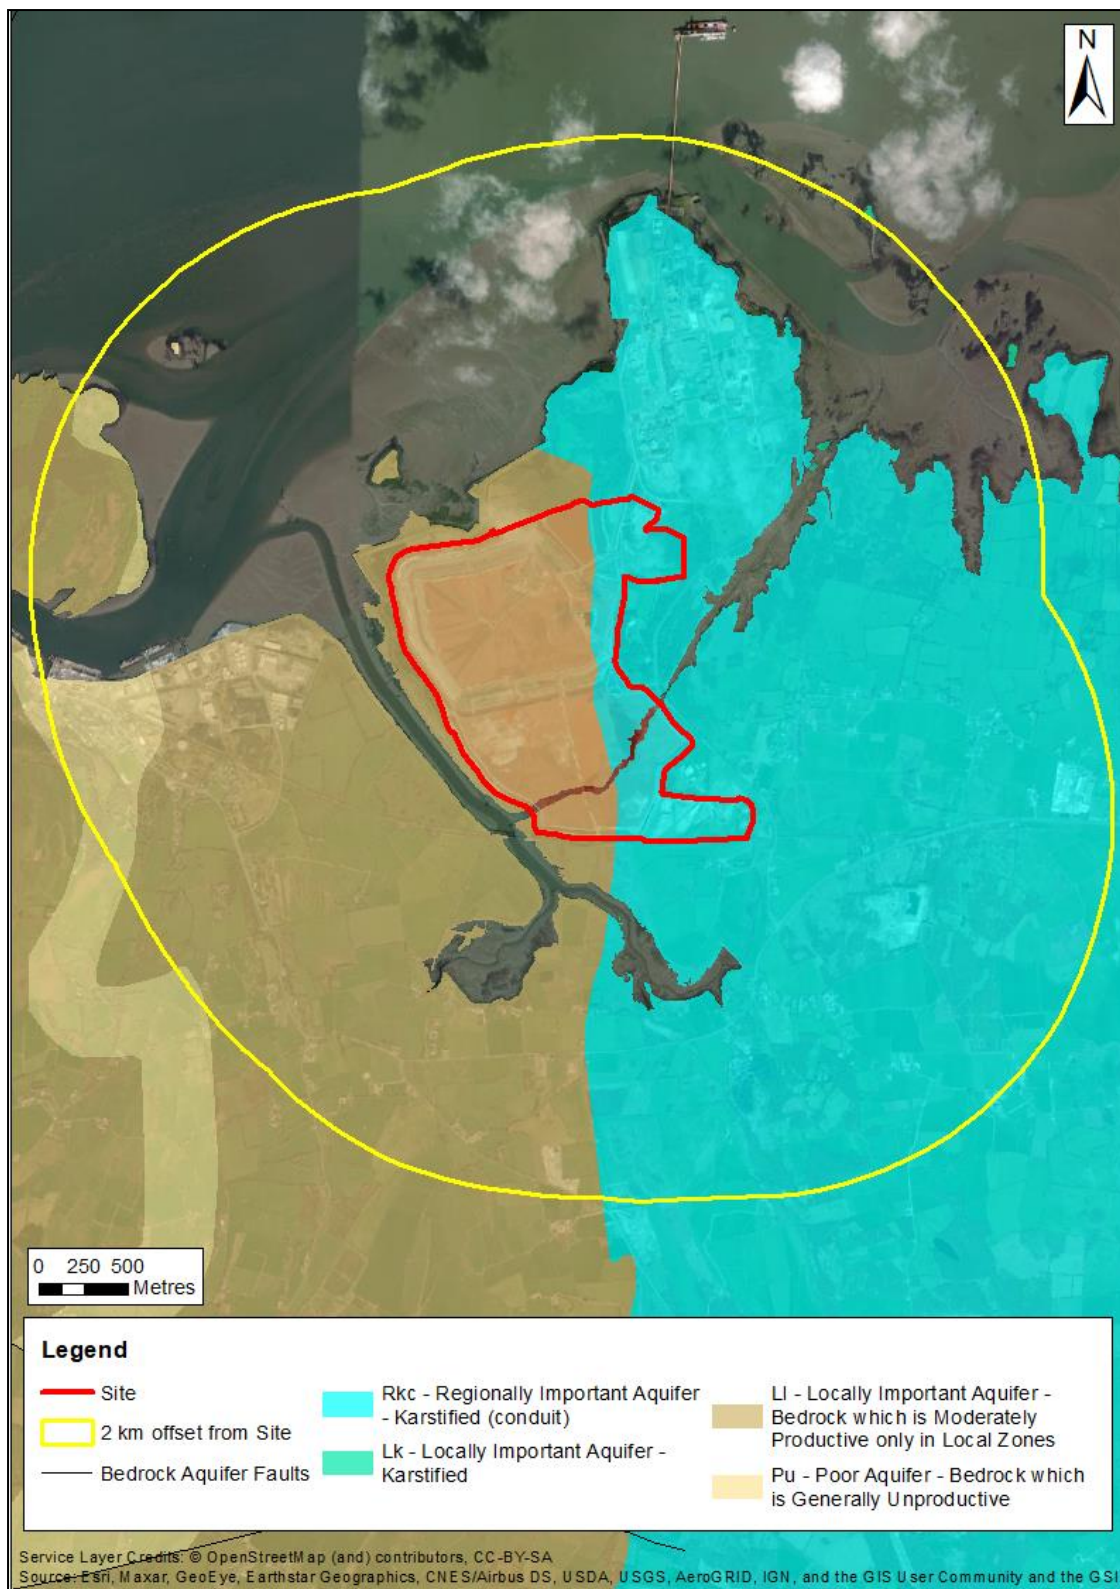 N
0 250 500
Metres
Legend
Site
2 km offset from Site
Bedrock Aquifer Faults
Rkc - Regionally Important Aquifer
- Karstified (conduit)
Lk - Locally Important Aquifer -
Karstified
Ll - Locally Important Aquifer -
Bedrock which is Moderately
Productive only in Local Zones
Pu - Poor Aquifer - Bedrock which
is Generally Unproductive
Service Layer Credits: © OpenStreetMap (and) contributors, CC-BY-SA
Source: Esri, Maxar, GeoEye, Earthstar Geographics, CNES/Airbus DS, USDA, USGS, AeroGRID, IGN, and the GIS User Community and the GS